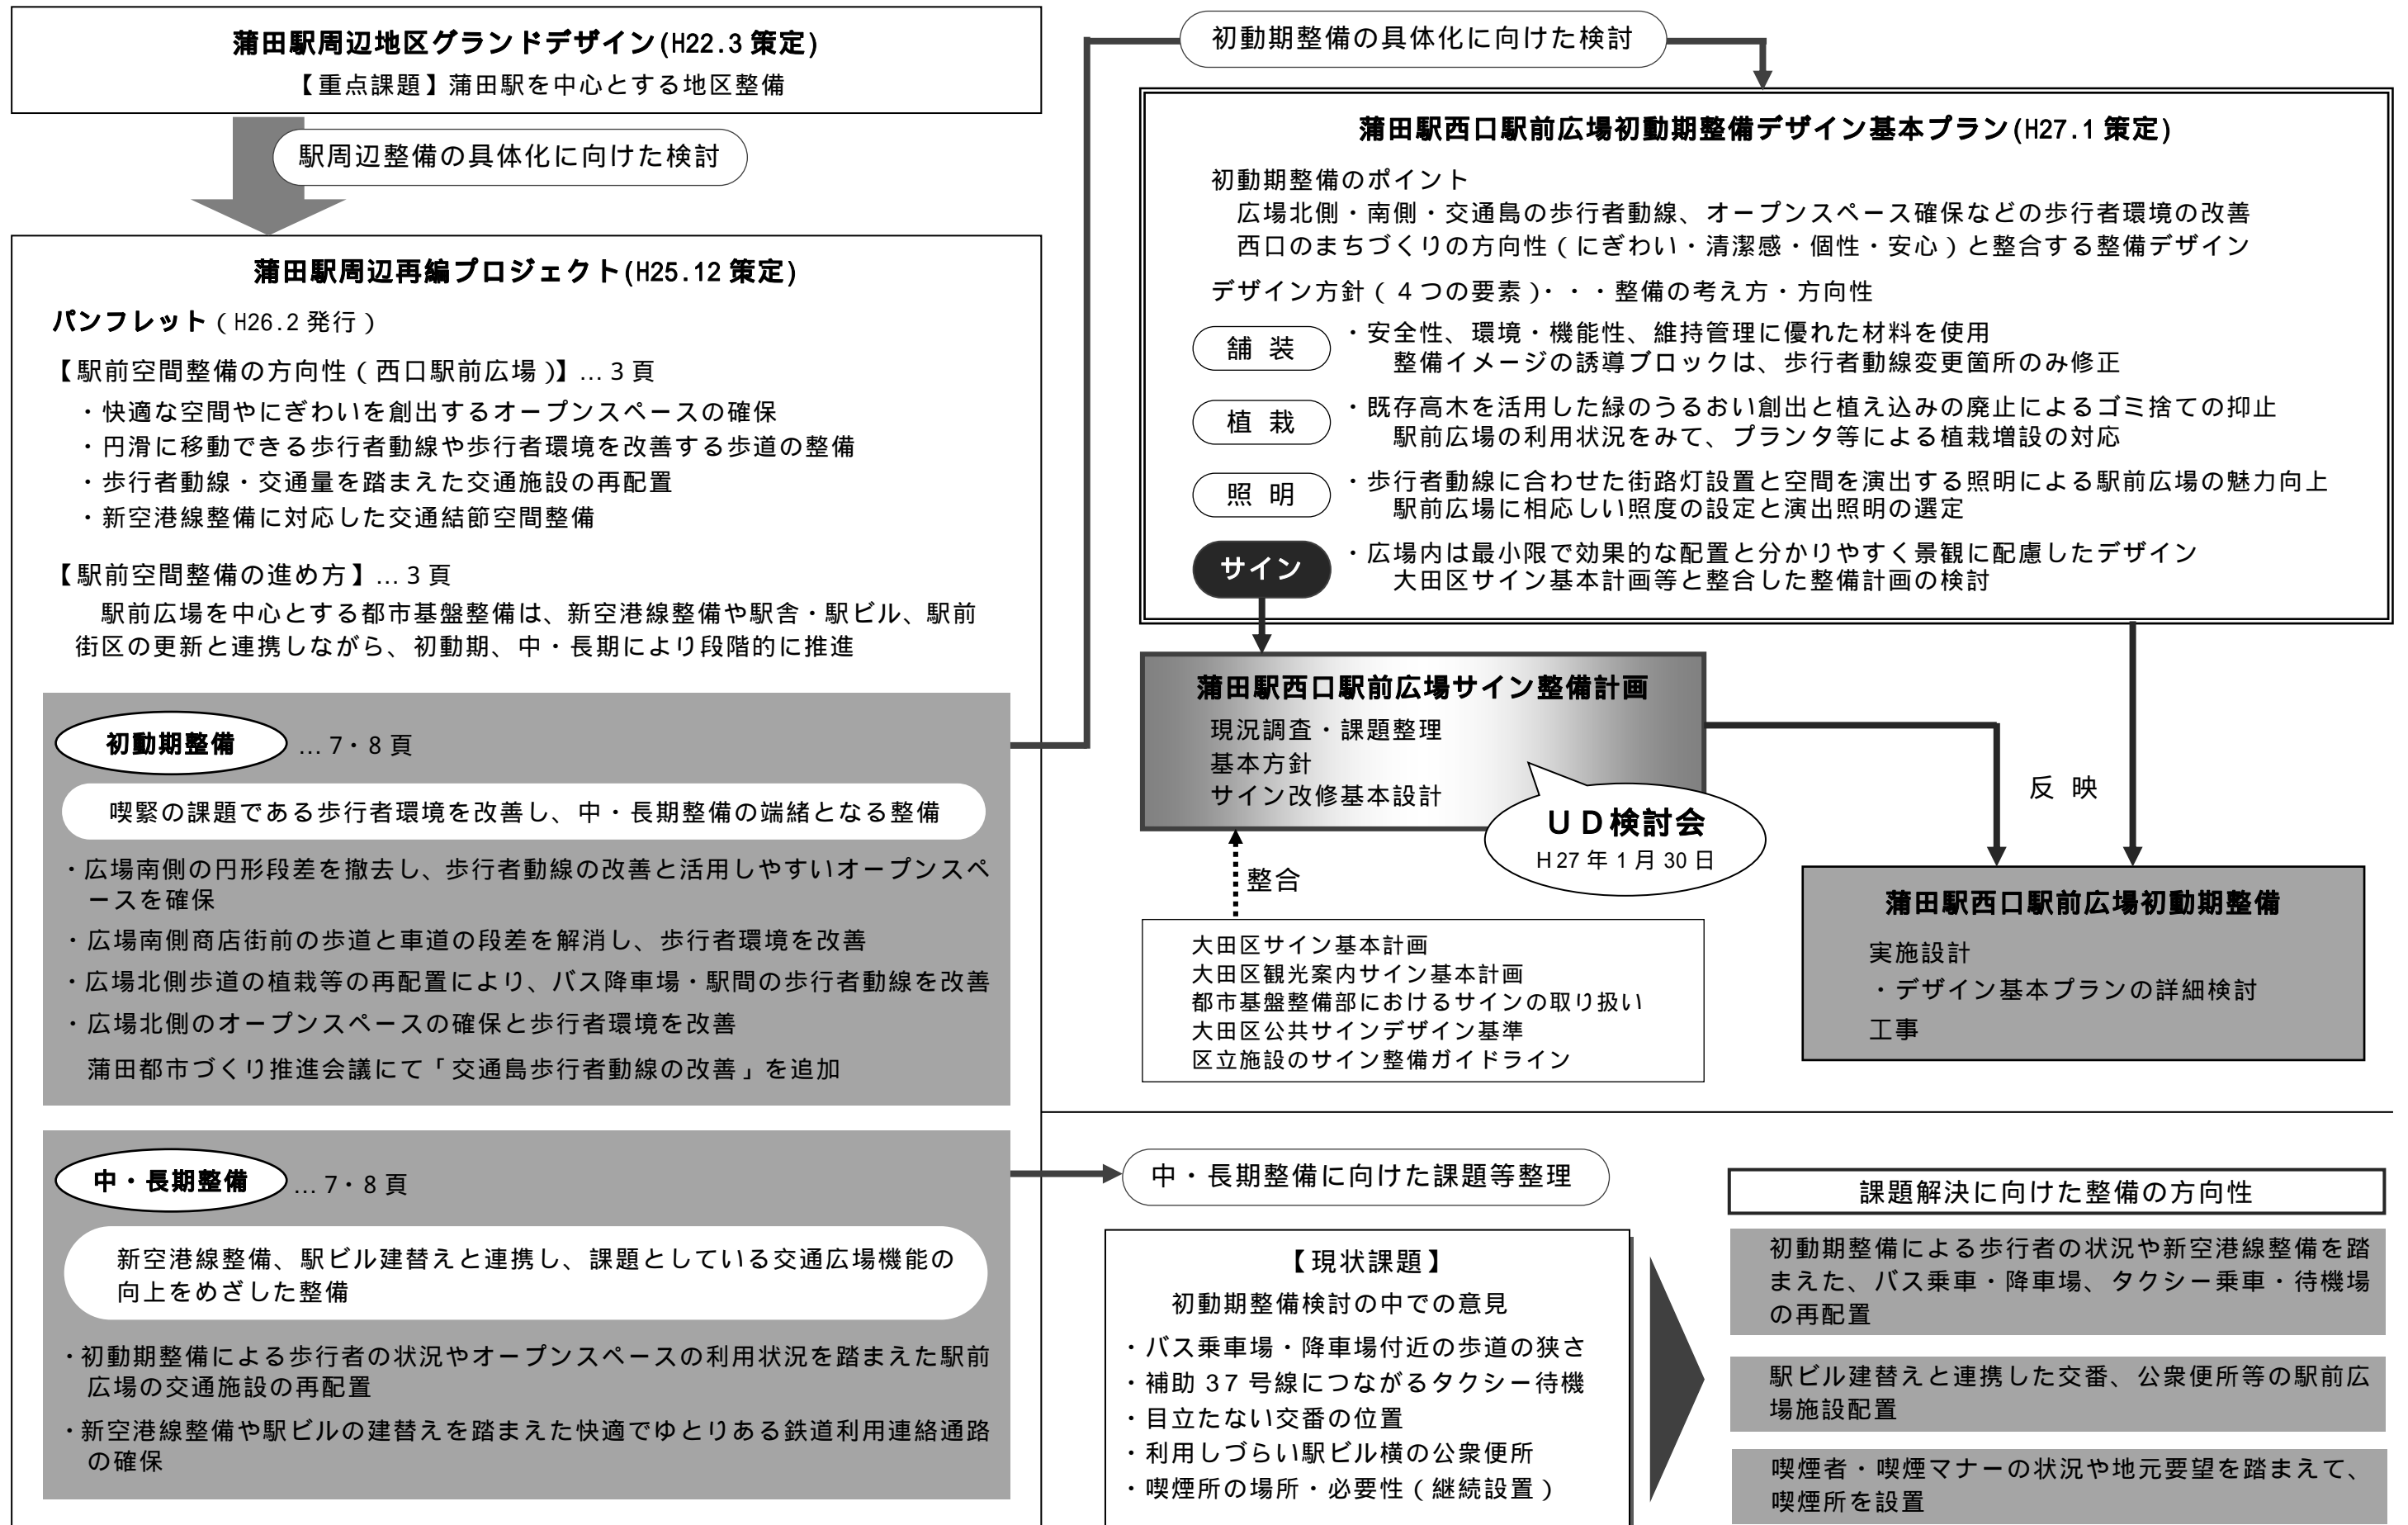 蒲田駅周辺地区グランドデザイン(H22.3 策定)
【重点課題】蒲田駅を中心とする地区整備
駅周辺整備の具体化に向けた検討
蒲田駅周辺再編プロジェクト(H25.12 策定)
パンフレット（H26.2 発行）
【駅前空間整備の方向性（西口駅前広場）】…3 頁
・快適な空間やにぎわいを創出するオープンスペースの確保
・円滑に移動できる歩行者動線や歩行者環境を改善する歩道の整備
・歩行者動線・交通量を踏まえた交通施設の再配置
・新空港線整備に対応した交通結節空間整備
【駅前空間整備の進め方】…3 頁
駅前広場を中心とする都市基盤整備は、新空港線整備や駅舎・駅ビル、駅前
街区の更新と連携しながら、初動期、中・長期により段階的に推進
初動期整備 …7・8 頁
喫緊の課題である歩行者環境を改善し、中・長期整備の端緒となる整備
・広場南側の円形段差を撤去し、歩行者動線の改善と活用しやすいオープンスペ
ースを確保
・広場南側商店街前の歩道と車道の段差を解消し、歩行者環境を改善
・広場北側歩道の植栽等の再配置により、バス降車場・駅間の歩行者動線を改善
・広場北側のオープンスペースの確保と歩行者環境を改善
蒲田都市づくり推進会議にて「交通島歩行者動線の改善」を追加
中・長期整備 …7・8 頁
新空港線整備、駅ビル建替えと連携し、課題としている交通広場機能の
向上をめざした整備
・初動期整備による歩行者の状況やオープンスペースの利用状況を踏まえた駅前
広場の交通施設の再配置
・新空港線整備や駅ビルの建替えを踏まえた快適でゆとりある鉄道利用連絡通路
の確保
初動期整備の具体化に向けた検討
蒲田駅西口駅前広場初動期整備デザイン基本プラン(H27.1 策定)
初動期整備のポイント
広場北側・南側・交通島の歩行者動線、オープンスペース確保などの歩行者環境の改善
西口のまちづくりの方向性（にぎわい・清潔感・個性・安心）と整合する整備デザイン
デザイン方針（４つの要素）・・・整備の考え方・方向性
舗 装
・安全性、環境・機能性、維持管理に優れた材料を使用
整備イメージの誘導ブロックは、歩行者動線変更箇所のみ修正
植 栽
・既存高木を活用した緑のうるおい創出と植え込みの廃止によるゴミ捨ての抑止
駅前広場の利用状況をみて、プランタ等による植栽増設の対応
照 明
・歩行者動線に合わせた街路灯設置と空間を演出する照明による駅前広場の魅力向上
駅前広場に相応しい照度の設定と演出照明の選定
サイン
・広場内は最小限で効果的な配置と分かりやすく景観に配慮したデザイン
大田区サイン基本計画等と整合した整備計画の検討
蒲田駅西口駅前広場サイン整備計画
現況調査・課題整理
基本方針
サイン改修基本設計
ＵＤ検討会
H27 年 1 月 30 日
反 映
整合
大田区サイン基本計画
大田区観光案内サイン基本計画
都市基盤整備部におけるサインの取り扱い
大田区公共サインデザイン基準
区立施設のサイン整備ガイドライン
蒲田駅西口駅前広場初動期整備
実施設計
・デザイン基本プランの詳細検討
工事
中・長期整備に向けた課題等整理
【現状課題】
初動期整備検討の中での意見
・バス乗車場・降車場付近の歩道の狭さ
・補助 37 号線につながるタクシー待機
・目立たない交番の位置
・利用しづらい駅ビル横の公衆便所
・喫煙所の場所・必要性（継続設置）
課題解決に向けた整備の方向性
初動期整備による歩行者の状況や新空港線整備を踏
まえた、バス乗車・降車場、タクシー乗車・待機場
の再配置
駅ビル建替えと連携した交番、公衆便所等の駅前広
場施設配置
喫煙者・喫煙マナーの状況や地元要望を踏まえて、
喫煙所を設置